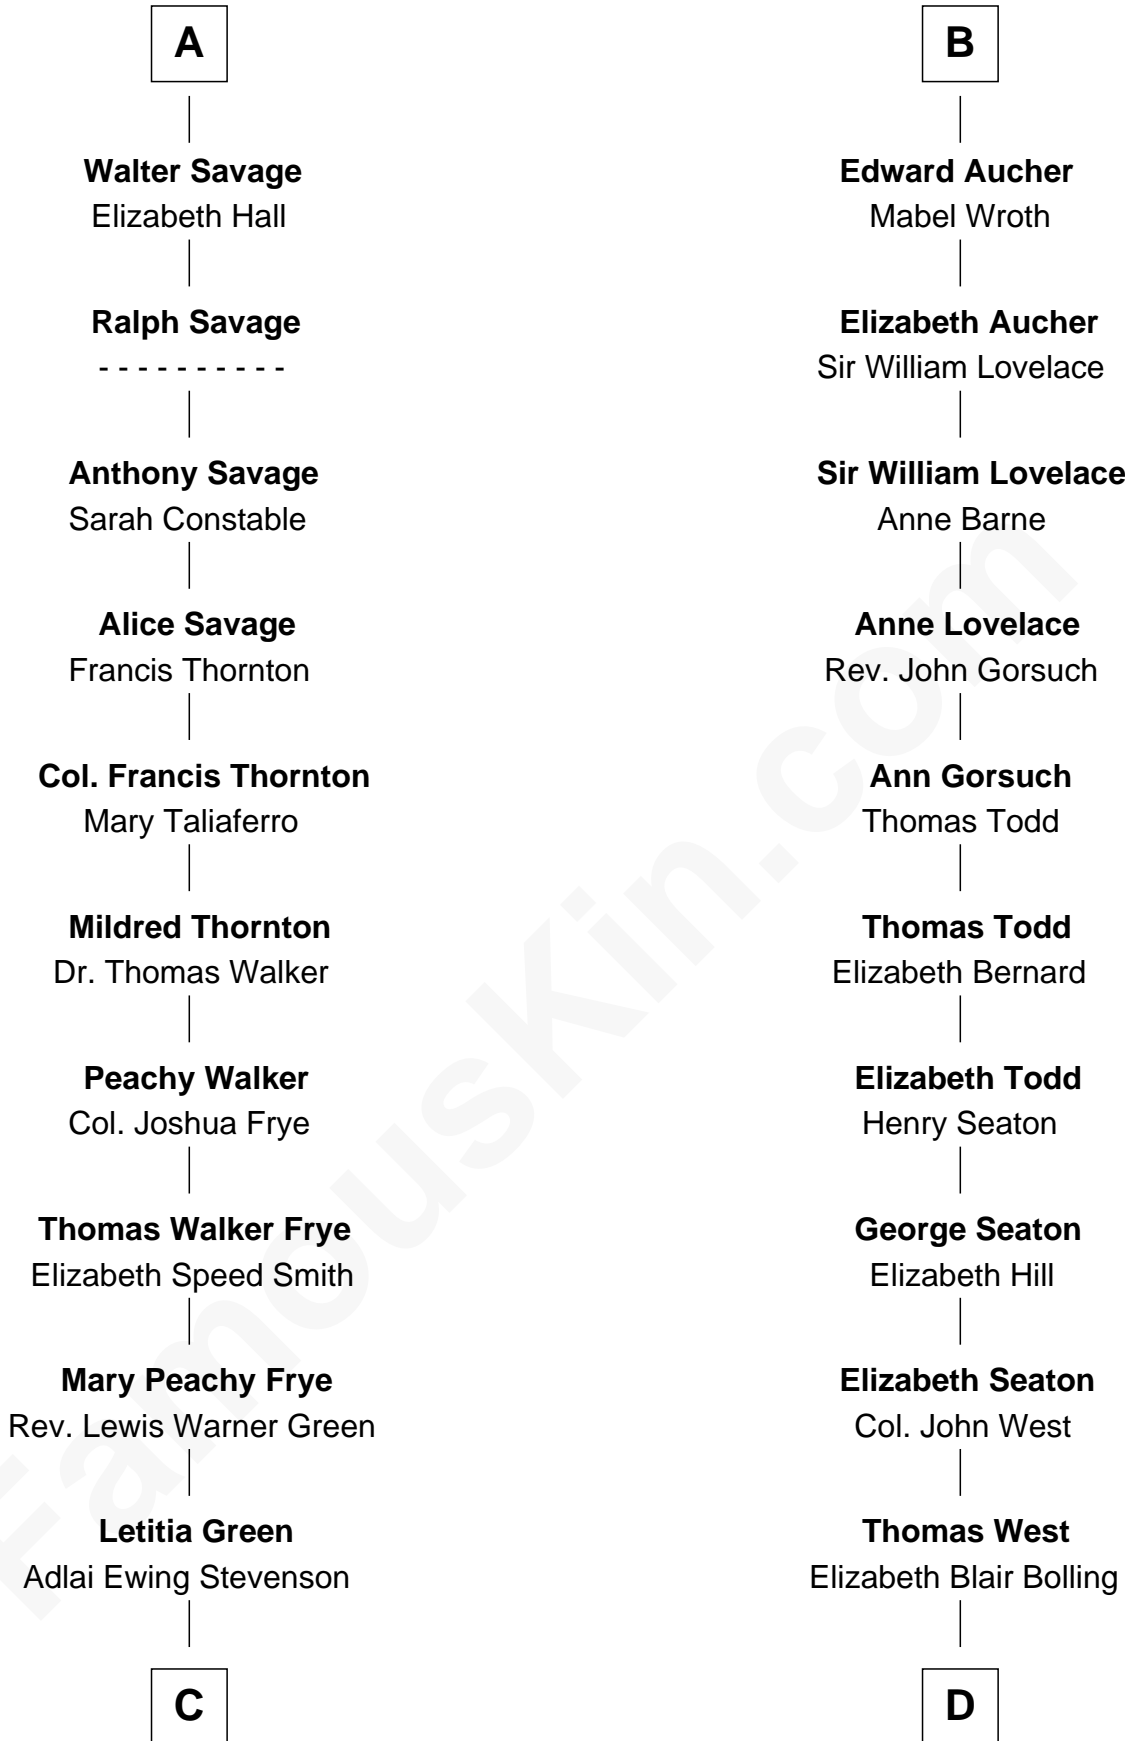 A
Walter Savage
Elizabeth Hall
Ralph Savage
- - - - - - - - - -
Anthony Savage
Sarah Constable
Alice Savage
Francis Thornton
Col. Francis Thornton
Mary Taliaferro
Mildred Thornton
Dr. Thomas Walker
Peachy Walker
Col. Joshua Frye
Thomas Walker Frye
Elizabeth Speed Smith
Mary Peachy Frye
Rev. Lewis Warner Green
Letitia Green
Adlai Ewing Stevenson
C
B
Edward Aucher
Mabel Wroth
Elizabeth Aucher
Sir William Lovelace
Sir William Lovelace
Anne Barne
Anne Lovelace
Rev. John Gorsuch
Ann Gorsuch
Thomas Todd
Thomas Todd
Elizabeth Bernard
Elizabeth Todd
Henry Seaton
George Seaton
Elizabeth Hill
Elizabeth Seaton
Col. John West
Thomas West
Elizabeth Blair Bolling
D
FamousKin.com